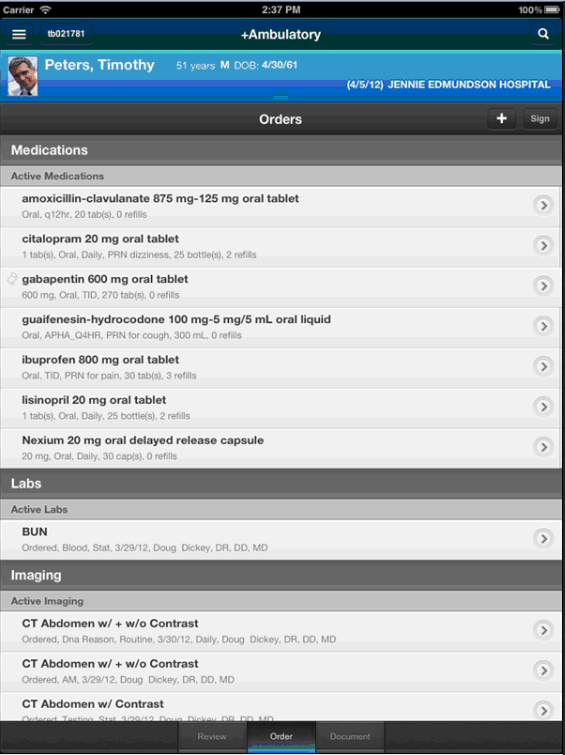 Carrier 2:37 PM 100%
tb021781 +Ambulatory
Peters, Timothy 51 years M DOB: 4/30/61
(4/5/12) JENNIE EDMUNDSON HOSPITAL
Orders + Sign
Medications
Active Medications
amoxicillin-clavulanate 875 mg-125 mg oral tablet
Oral, q12hr, 20 tab(s), 0 refills
citalopram 20 mg oral tablet
1 tab(s), Oral, Daily, PRN dizziness, 25 bottle(s), 2 refills
gabapentin 600 mg oral tablet
600 mg, Oral, TID, 270 tab(s), 0 refills
guaifenesin-hydrocodone 100 mg-5 mg/5 mL oral liquid
Oral, APHA_Q4HR, PRN for cough, 300 mL, 0 refills
ibuprofen 800 mg oral tablet
Oral, TID, PRN for pain, 30 tab(s), 3 refills
lisinopril 20 mg oral tablet
1 tab(s), Oral, Daily, 25 bottle(s), 2 refills
Nexium 20 mg oral delayed release capsule
20 mg, Oral, Daily, 30 cap(s), 0 refills
Labs
Active Labs
BUN
Ordered, Blood, Stat, 3/29/12, Doug Dickey, DR, DD, MD
Imaging
Active Imaging
CT Abdomen w/ + w/o Contrast
Ordered, Dna Reason, Routine, 3/30/12, Daily, Doug Dickey, DR, DD, MD
CT Abdomen w/ + w/o Contrast
Ordered, AM, 3/29/12, Doug Dickey, DR, DD, MD
CT Abdomen w/ Contrast
Ordered, Testing, Stat, 3/29/12, Doug Dickey, DR, DD, MD
Review Order Document